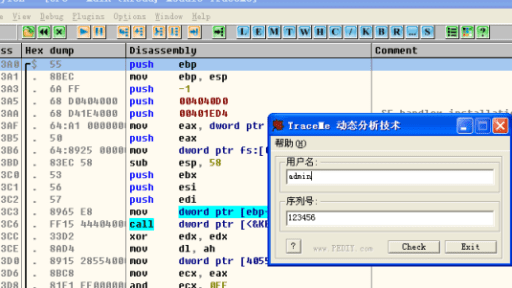 View Debug Plugins Options Window Help
L E M T W H C / K B R ... S
ss Hex dump Disassembly Comment
3A0 $ 55 push ebp
3A1 . 8BEC mov ebp, esp
3A3 . 6A FF push -1
3A5 . 68 D0404000 push 004040D0
3AA . 68 D41E4000 push 00401ED4
3AF . 64:A1 0000000 mov eax, dword ptr
3B5 . 50 push eax
3B6 . 64:8925 0000 mov dword ptr fs:[
3BD . 83EC 58 sub esp, 58
3C0 . 53 push ebx
3C1 . 56 push esi
3C2 . 57 push edi
3C3 . 8965 E8 mov dword ptr [ebp-
3C6 . FF15 44404000 call dword ptr [<&KE
3CC . 33D2 xor edx, edx
3CE . 8AD4 mov dl, ah
3D0 . 8915 28554000 mov dword ptr [4055
3D6 . 8BC8 mov ecx, eax
3D8 . 81E1 FF000000 and ecx, 0FF
TraceMe 动态分析技术
帮助(H)
用户名:
admin
序列号:
123456
? www.PEDIY.com Check Exit